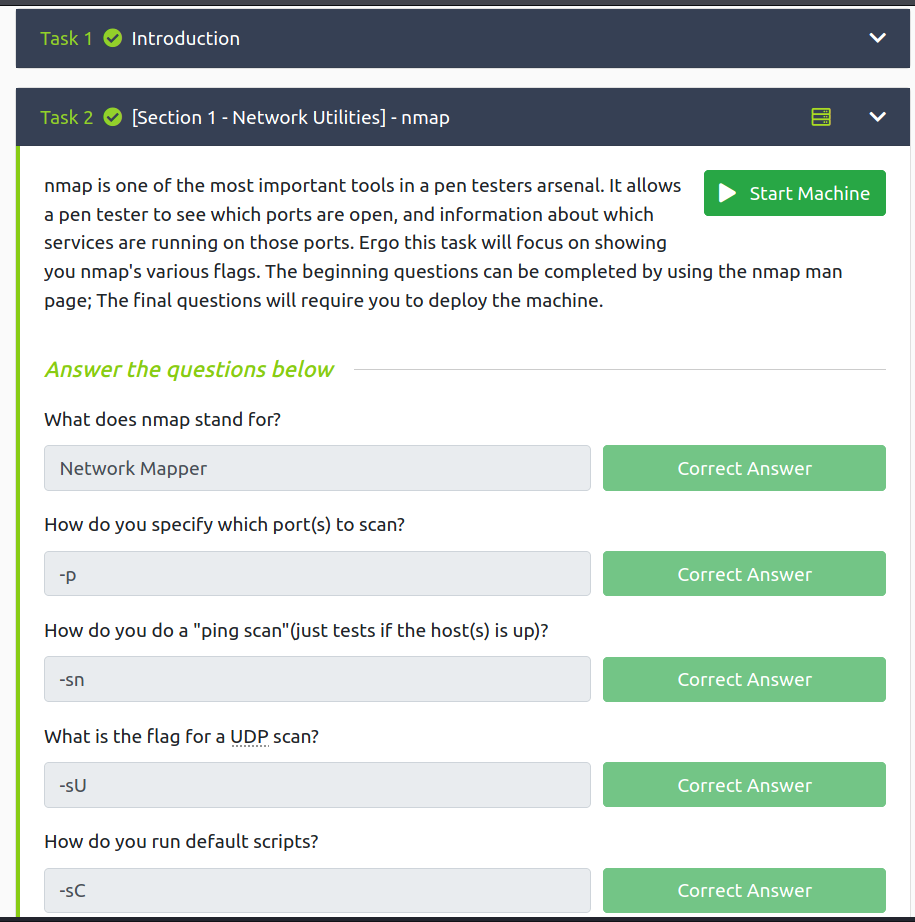 Task 1 Introduction
Task 2 [Section 1 - Network Utilities] - nmap
nmap is one of the most important tools in a pen testers arsenal. It allows
a pen tester to see which ports are open, and information about which
services are running on those ports. Ergo this task will focus on showing
you nmap's various flags. The beginning questions can be completed by using the nmap man
page; The final questions will require you to deploy the machine.
Start Machine
Answer the questions below
What does nmap stand for?
Network Mapper
Correct Answer
How do you specify which port(s) to scan?
-p
Correct Answer
How do you do a "ping scan"(just tests if the host(s) is up)?
-sn
Correct Answer
What is the flag for a UDP scan?
-sU
Correct Answer
How do you run default scripts?
-sC
Correct Answer